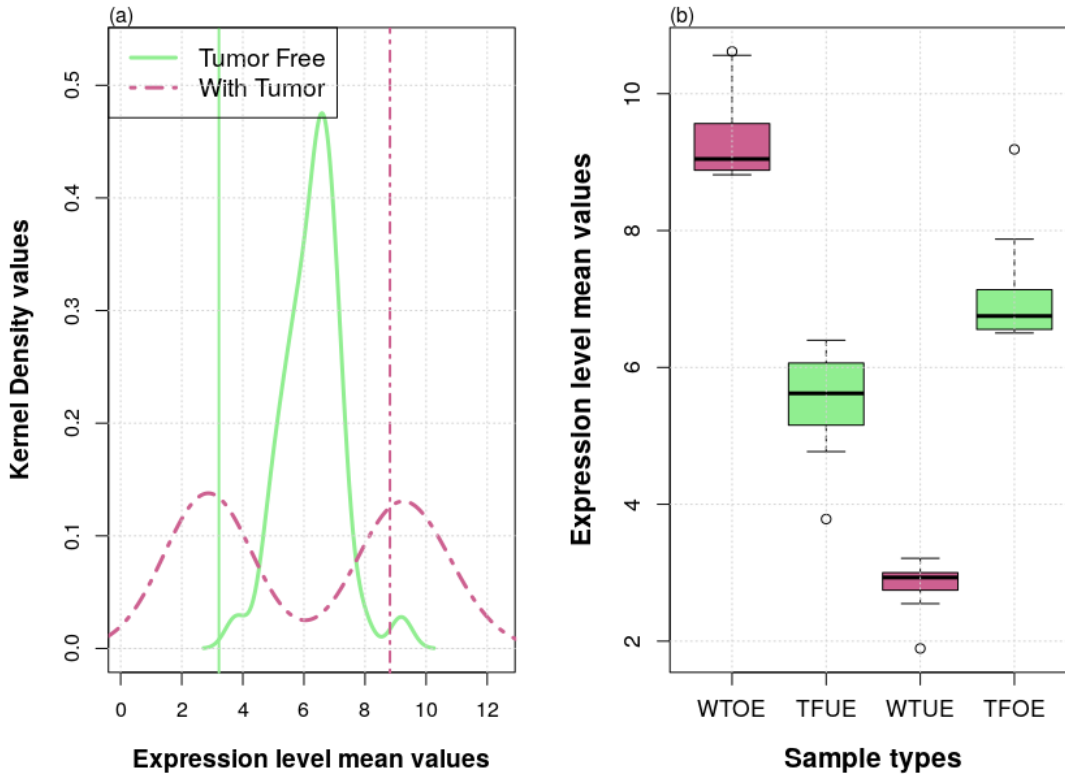 (a)
Tumor Free
With Tumor
Kernel Density values
0.5
0.4
0.3
0.2
0.1
0.0
0 2 4 6 8 10 12
Expression level mean values
(b)
Expression level mean values
10
8
6
4
2
WTOE TFUE WTUE TFOE
Sample types